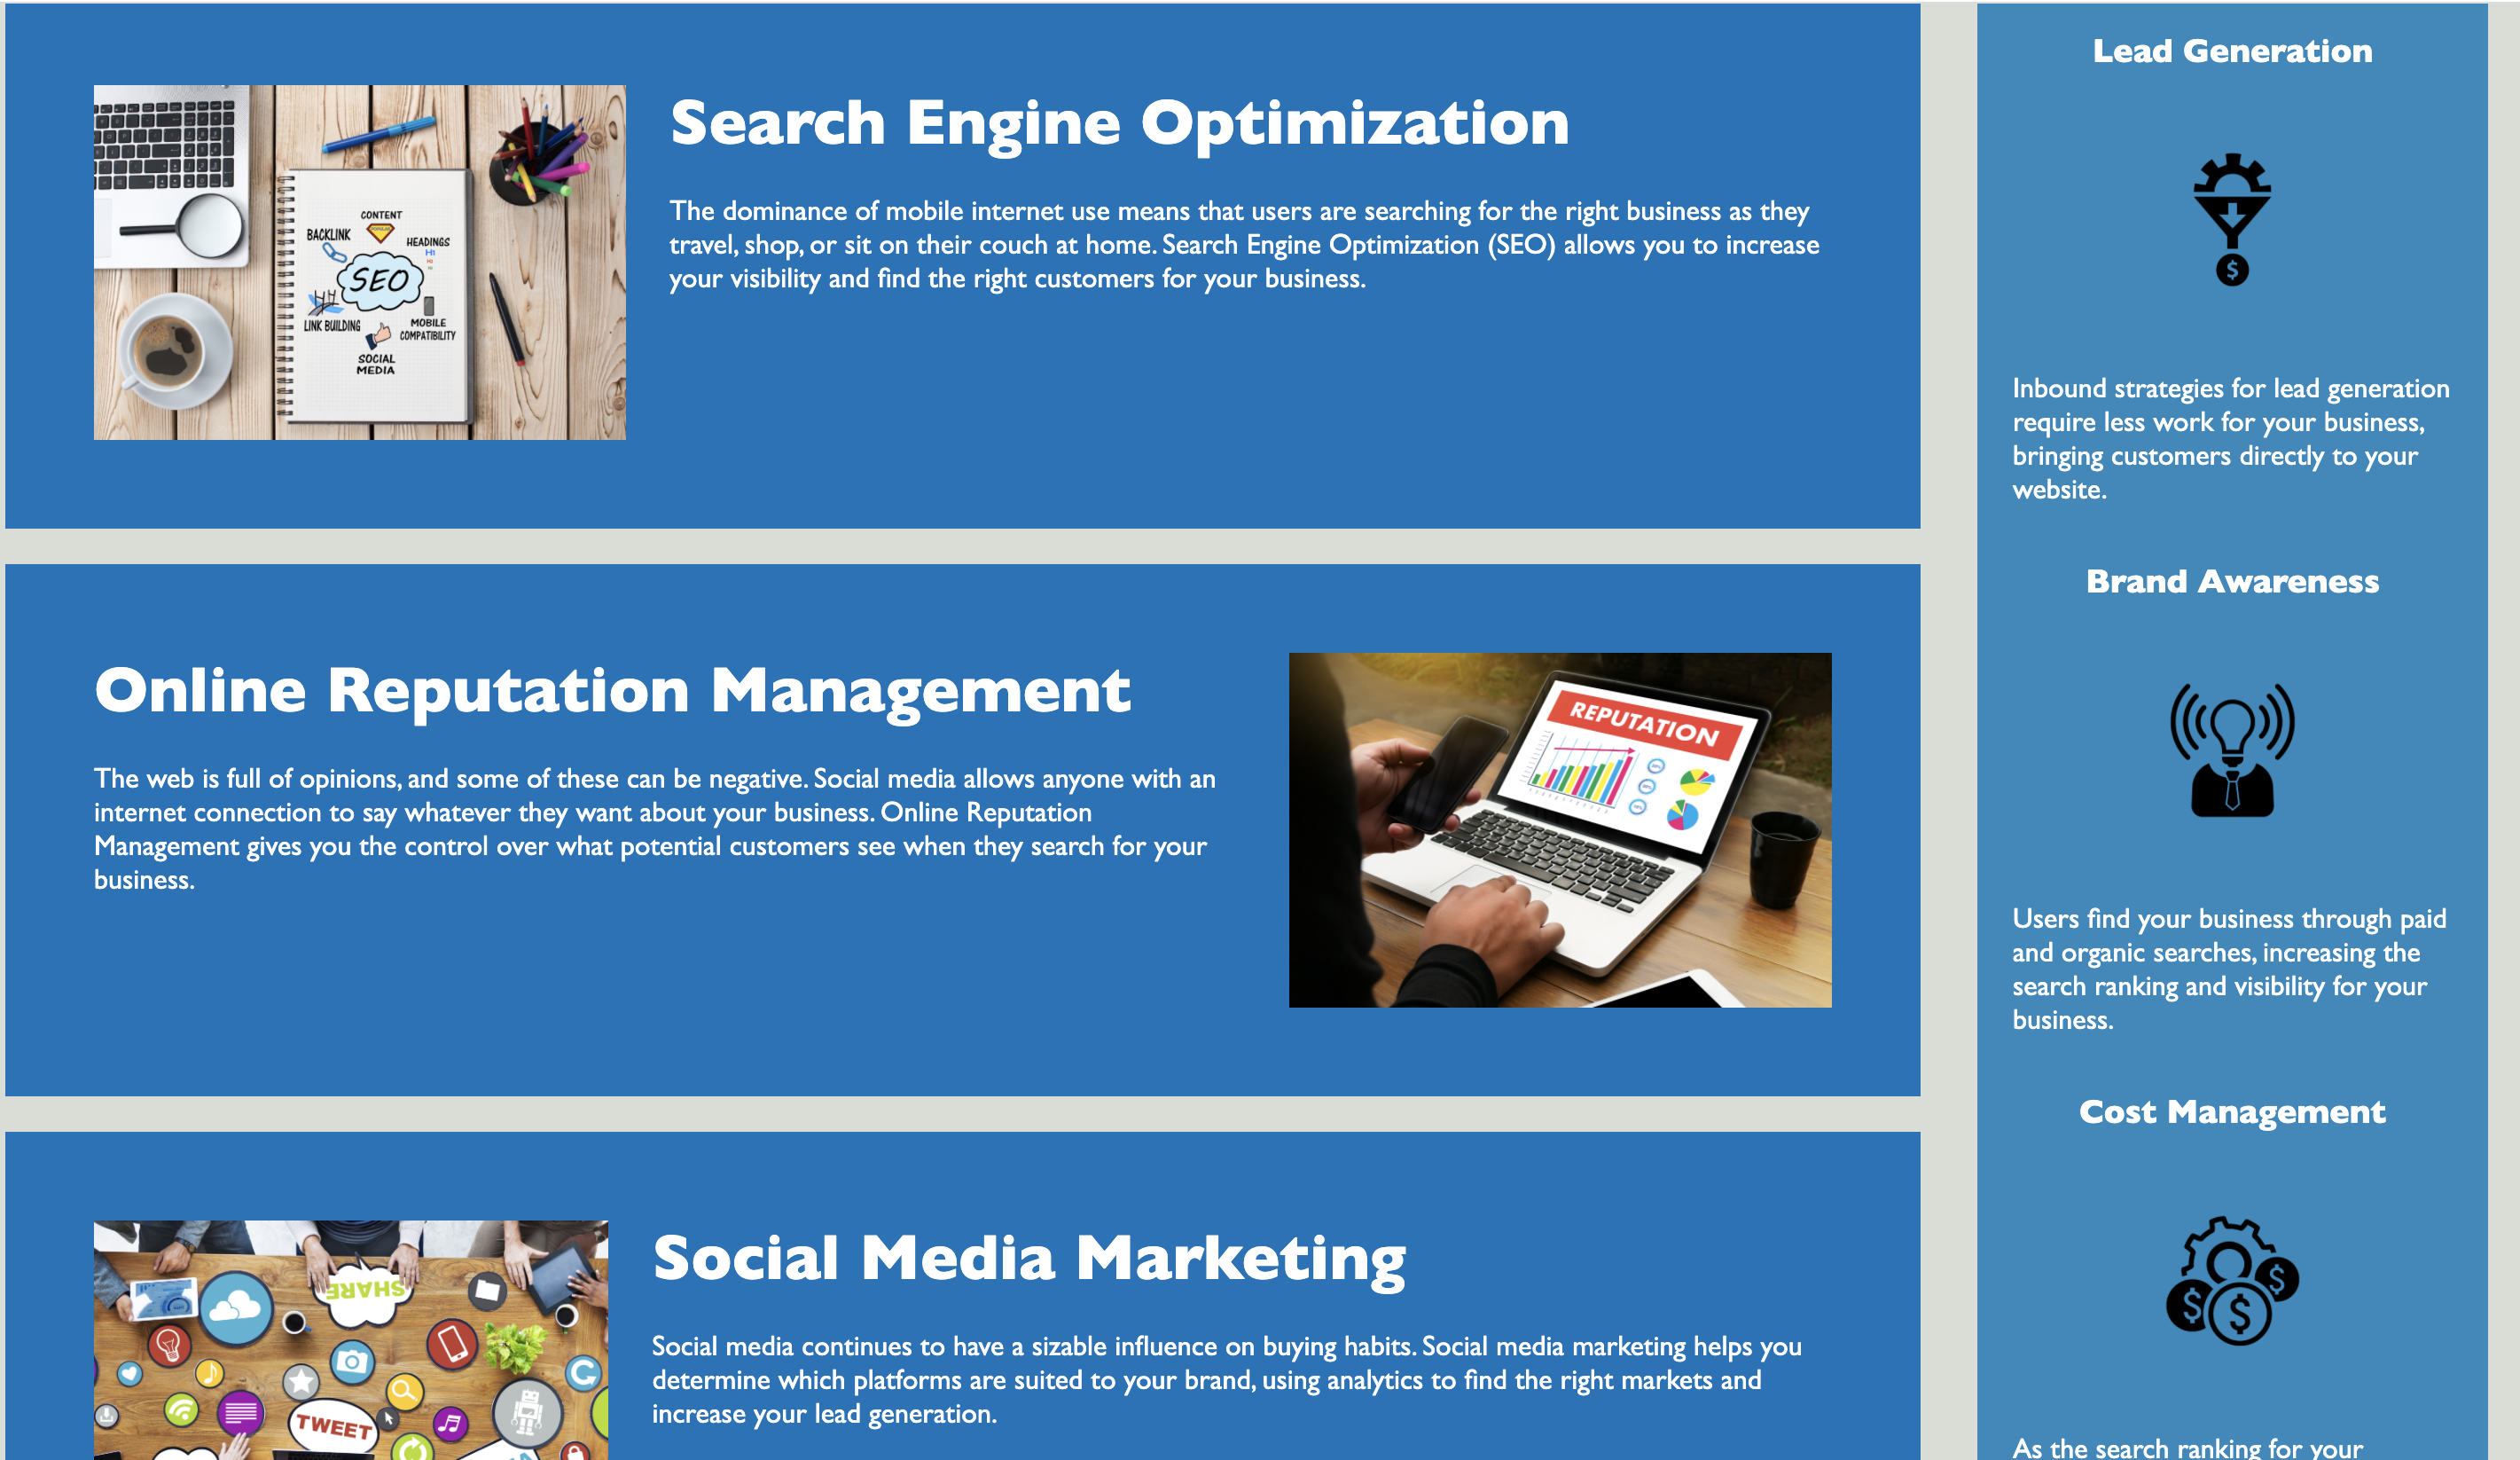 Search Engine Optimization
The dominance of mobile internet use means that users are searching for the right business as they
travel, shop, or sit on their couch at home. Search Engine Optimization (SEO) allows you to increase
your visibility and find the right customers for your business.
CONTENT
BACKLINK
HEADINGS
H1
SEO
LINK BUILDING
MOBILE
COMPATIBILITY
SOCIAL
MEDIA
Online Reputation Management
The web is full of opinions, and some of these can be negative. Social media allows anyone with an
internet connection to say whatever they want about your business. Online Reputation
Management gives you the control over what potential customers see when they search for your
business.
REPUTATION
Social Media Marketing
Social media continues to have a sizable influence on buying habits. Social media marketing helps you
determine which platforms are suited to your brand, using analytics to find the right markets and
increase your lead generation.
SHARE
TWEET
Lead Generation
$
Inbound strategies for lead generation
require less work for your business,
bringing customers directly to your
website.
Brand Awareness
Users find your business through paid
and organic searches, increasing the
search ranking and visibility for your
business.
Cost Management
$ $ $
As the search ranking for your